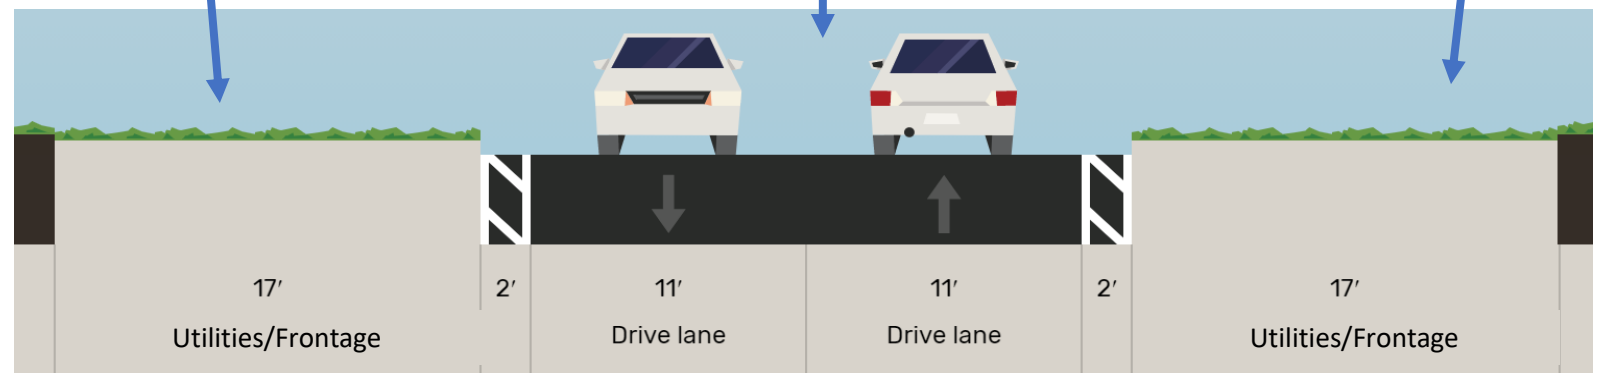 17′ 2′ 11′ 11′ 2′ 17′
Utilities/Frontage Drive lane Drive lane Utilities/Frontage